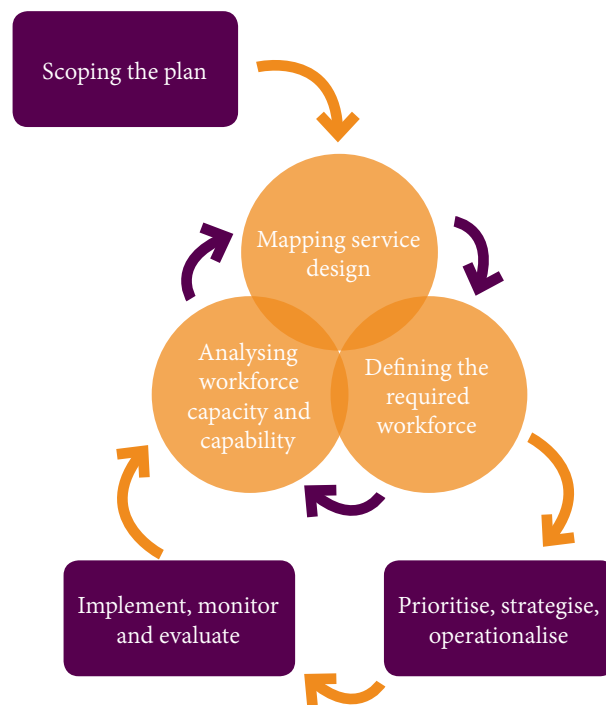 Scoping the plan
Mapping service
design
Analysing
workforce
capacity and
capability
Defining the
required
workforce
Implement, monitor
and evaluate
Prioritise, strategise,
operationalise